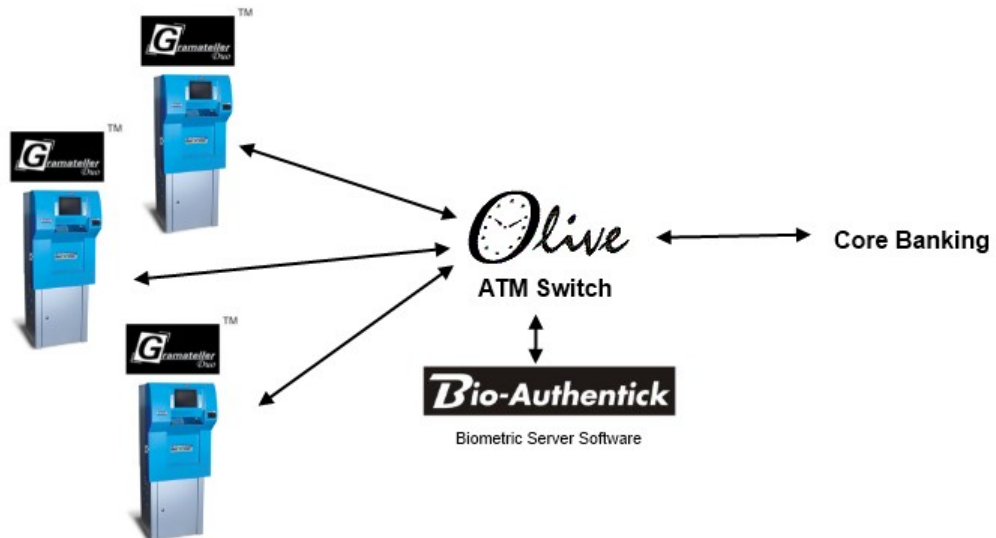 TM
Gramateller
Duo
TM
Gramateller
Duo
Olive
ATM Switch
Core Banking
TM
Gramateller
Duo
Bio-Authentick
Biometric Server Software